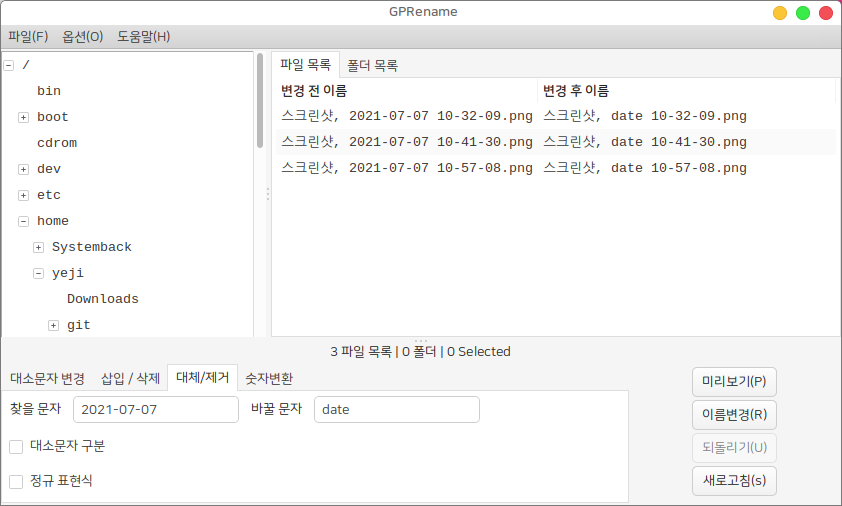 GPRename
파일(F) 옵션(O) 도움말(H)
/
bin
boot
cdrom
dev
etc
home
Systemback
yeji
Downloads
git
파일 목록 폴더 목록
변경 전 이름 변경 후 이름
스크린샷, 2021-07-07 10-32-09.png 스크린샷, date 10-32-09.png
스크린샷, 2021-07-07 10-41-30.png 스크린샷, date 10-41-30.png
스크린샷, 2021-07-07 10-57-08.png 스크린샷, date 10-57-08.png
3 파일 목록 | 0 폴더 | 0 Selected
대소문자 변경 삽입 / 삭제 대체/제거 숫자변환
찾을 문자 2021-07-07 바꿀 문자 date
대소문자 구분
정규 표현식
미리보기(P)
이름변경(R)
되돌리기(U)
새로고침(s)